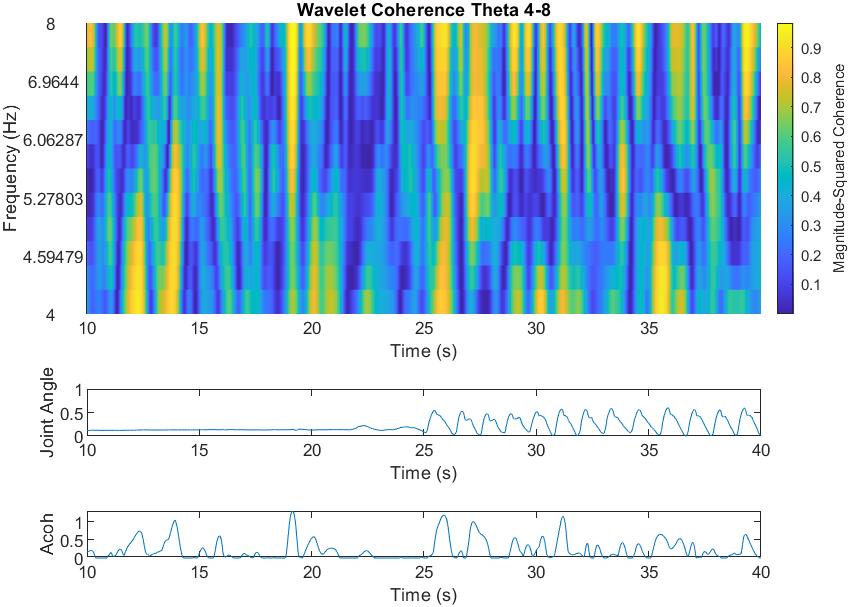 Wavelet Coherence Theta 4-8
8
6.9644
6.06287
5.27803
4.59479
4
Frequency (Hz)
10 15 20 25 30 35
Time (s)
0.9
0.8
0.7
0.6
0.5
0.4
0.3
0.2
0.1
Magnitude-Squared Coherence
Joint Angle
1
0.5
0
10 15 20 25 30 35 40
Time (s)
Acoh
1
0.5
0
10 15 20 25 30 35 40
Time (s)